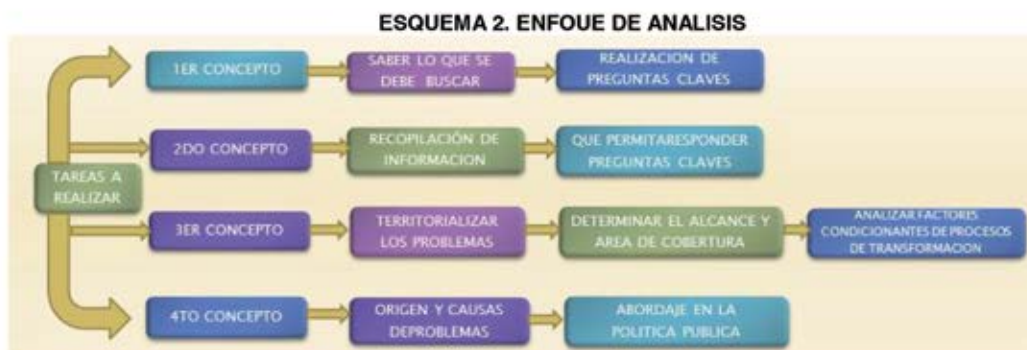 ESQUEMA 2. ENFOUE DE ANALISIS
1ER CONCEPTO
SABER LO QUE SE
DEBE BUSCAR
REALIZACION DE
PREGUNTAS CLAVES
2DO CONCEPTO
RECOPILACIÓN DE
INFORMACION
QUE PERMITARESPONDER
PREGUNTAS CLAVES
TAREAS A
REALIZAR
3ER CONCEPTO
TERRITORIALIZAR
LOS PROBLEMAS
DETERMINAR EL ALCANCE Y
AREA DE COBERTURA
ANALIZAR FACTORES
CONDICIONANTES DE PROCESOS
DE TRANSFORMACION
4TO CONCEPTO
ORIGEN Y CAUSAS
DEPROBLEMAS
ABORDAJE EN LA
POLITICA PUBLICA